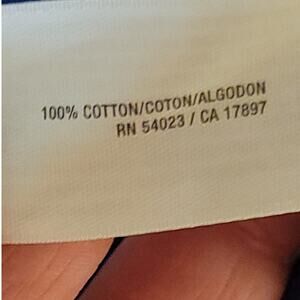 100% COTTON/COTON/ALGODON
RN 54023 / CA 17897